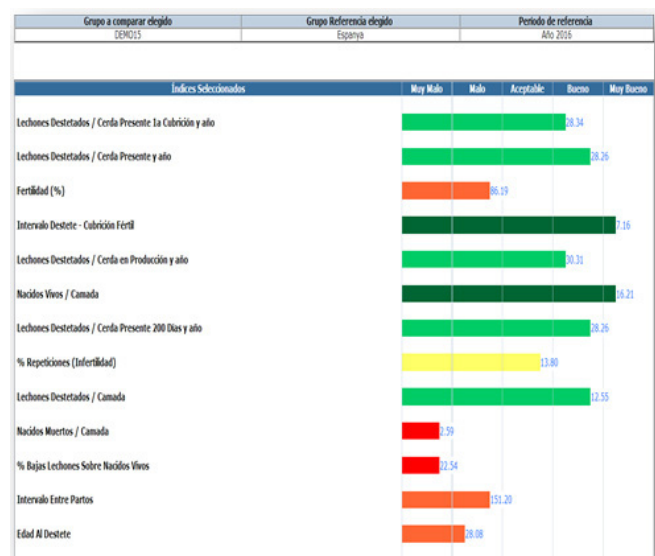 Grupo a comparar elegido Grupo Referencia elegido Período de referencia
DEMO15 Espanya Año 2016
Índices Seleccionados Muy Malo Malo Aceptable Bueno Muy Bueno
Lechones Destetados / Cerda Presente 1a Cubrición y año 28.34
Lechones Destetados / Cerda Presente y año 28.26
Fertilidad (%) 86.19
Intervalo Destete - Cubrición Fértil 7.16
Lechones Destetados / Cerda en Producción y año 30.31
Nacidos Vivos / Camada 16.21
Lechones Destetados / Cerda Presente 200 Días y año 28.26
% Repeticiones (Infertilidad) 13.80
Lechones Destetados / Camada 12.55
Nacidos Muertos / Camada 2.59
% Bajas Lechones Sobre Nacidos Vivos 22.54
Intervalo Entre Partos 151.20
Edad Al Destete 28.08